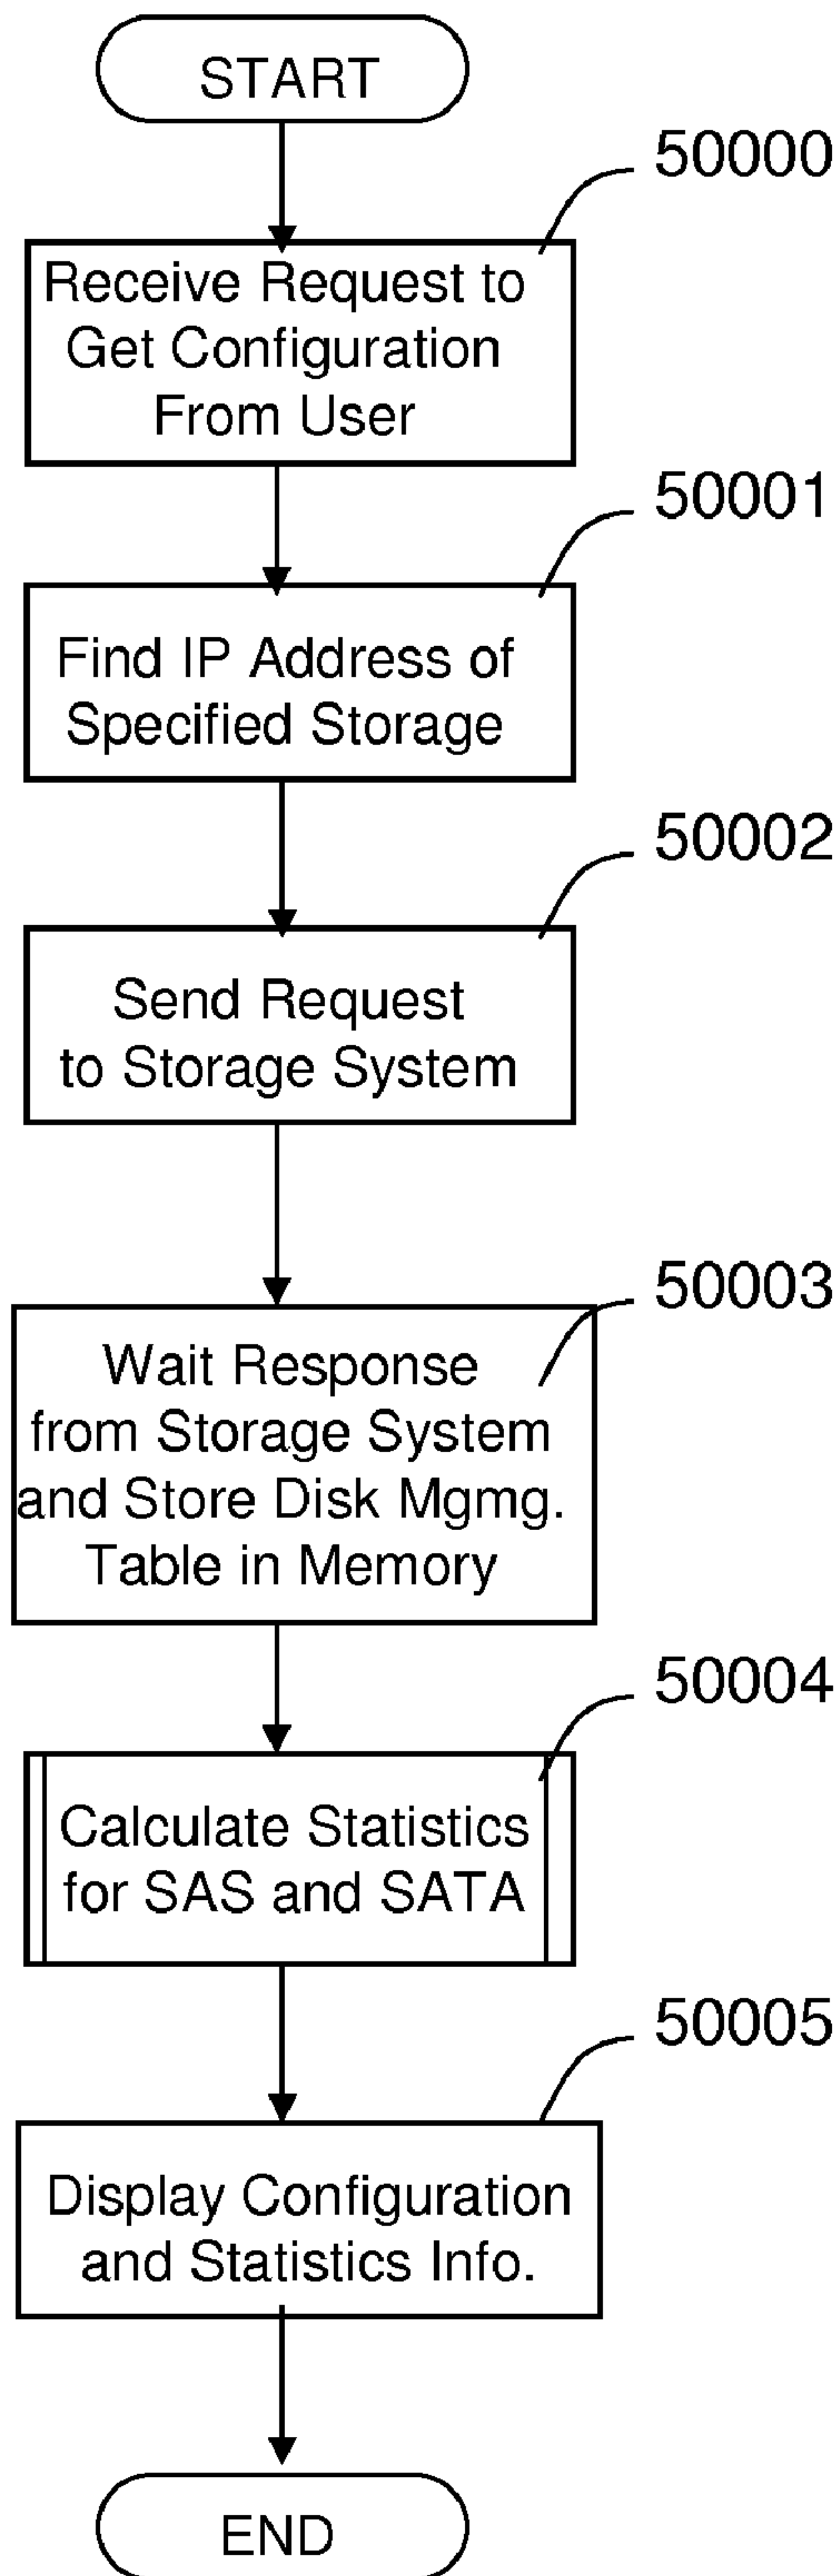 START
50000
Receive Request to
Get Configuration
From User
50001
Find IP Address of
Specified Storage
50002
Send Request
to Storage System
50003
Wait Response
from Storage System
and Store Disk Mgmg.
Table in Memory
50004
Calculate Statistics
for SAS and SATA
50005
Display Configuration
and Statistics Info.
END